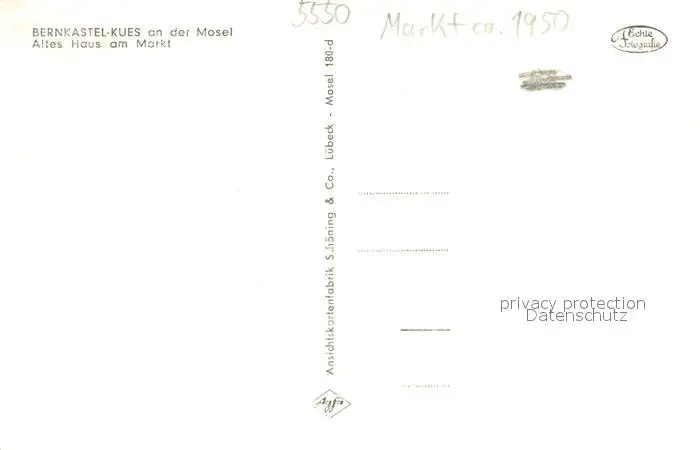 BERNKASTEL-KUES an der Mosel
Altes Haus am Markt
5550
Markt ca. 1950
Echte Fotografie
Ansichtskartenfabrik Schöning & Co., Lübeck - Mosel 180-d
privacy protection
Datenschutz
Agfa